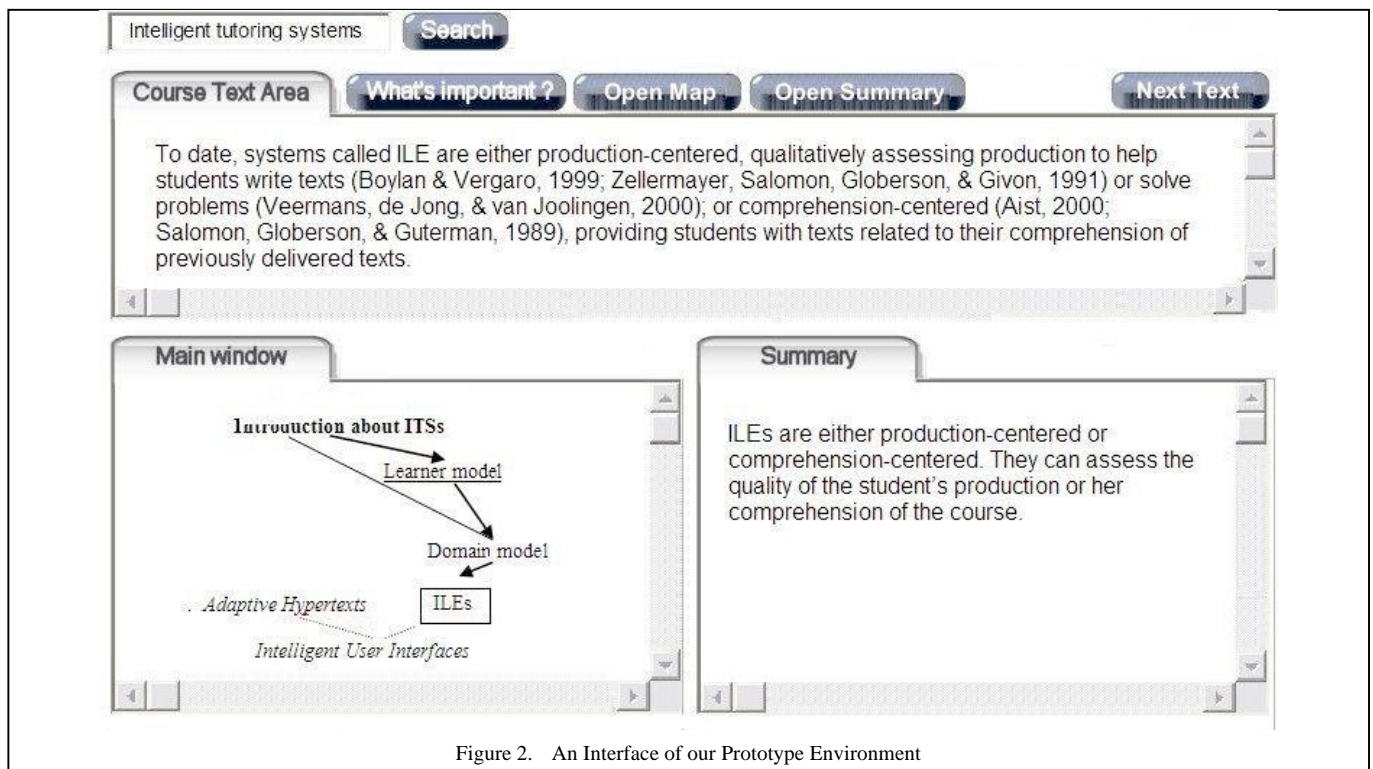 Intelligent tutoring systems
Search
Course Text Area
What's important ?
Open Map
Open Summary
Next Text
To date, systems called ILE are either production-centered, qualitatively assessing production to help
students write texts (Boylan & Vergaro, 1999; Zellermayer, Salomon, Globerson, & Givon, 1991) or solve
problems (Veermans, de Jong, & van Joolingen, 2000); or comprehension-centered (Aist, 2000;
Salomon, Globerson, & Guterman, 1989), providing students with texts related to their comprehension of
previously delivered texts.
Main window
Introduction about ITSs
Learner model
Domain model
. Adaptive Hypertexts
ILEs
Intelligent User Interfaces
Summary
ILEs are either production-centered or
comprehension-centered. They can assess the
quality of the student's production or her
comprehension of the course.
Figure 2. An Interface of our Prototype Environment